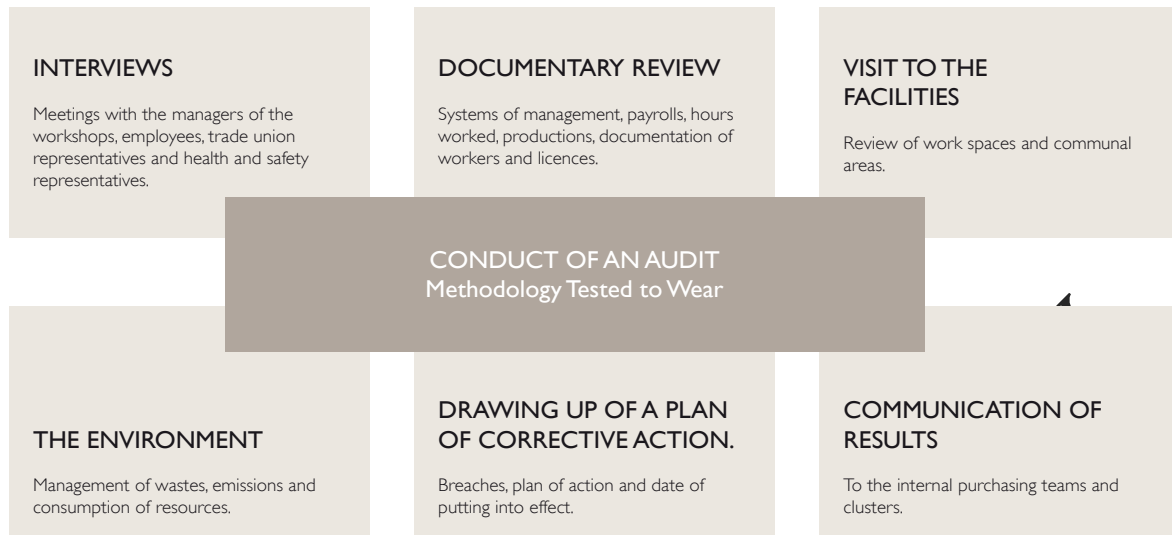 INTERVIEWS
Meetings with the managers of the
workshops, employees, trade union
representatives and health and safety
representatives.
DOCUMENTARY REVIEW
Systems of management, payrolls, hours
worked, productions, documentation of
workers and licences.
VISIT TO THE
FACILITIES
Review of work spaces and communal
areas.
CONDUCT OF AN AUDIT
Methodology Tested to Wear
THE ENVIRONMENT
Management of wastes, emissions and
consumption of resources.
DRAWING UP OF A PLAN
OF CORRECTIVE ACTION.
Breaches, plan of action and date of
putting into effect.
COMMUNICATION OF
RESULTS
To the internal purchasing teams and
clusters.